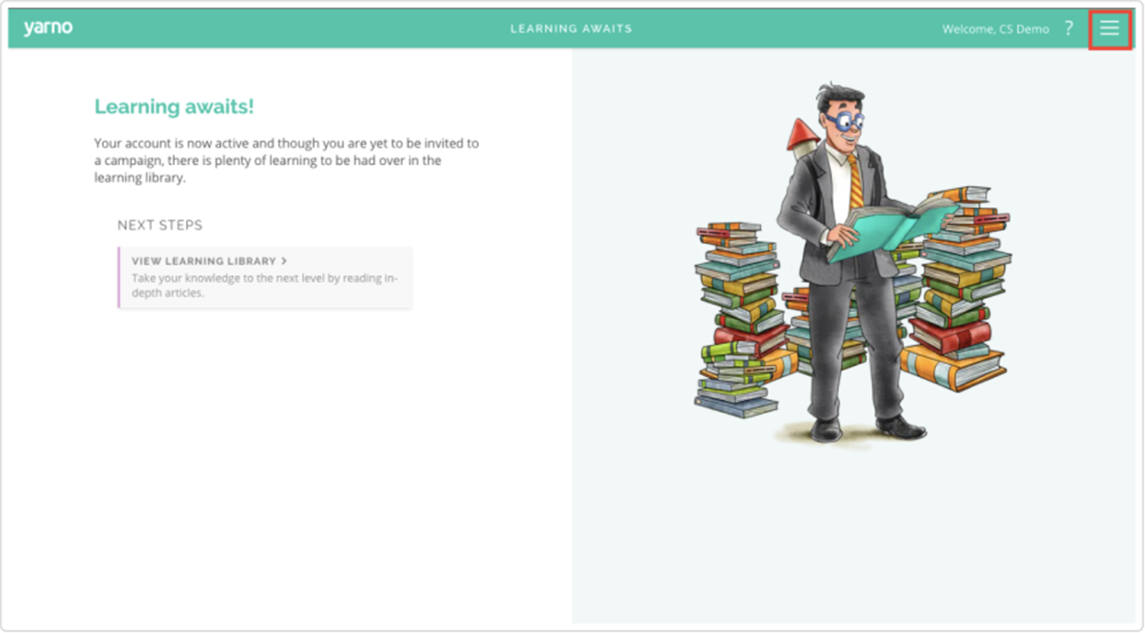 yarno
LEARNING AWAITS
Welcome, CS Demo ?
Learning awaits!
Your account is now active and though you are yet to be invited to
a campaign, there is plenty of learning to be had over in the
learning library.
NEXT STEPS
VIEW LEARNING LIBRARY >
Take your knowledge to the next level by reading in-
depth articles.